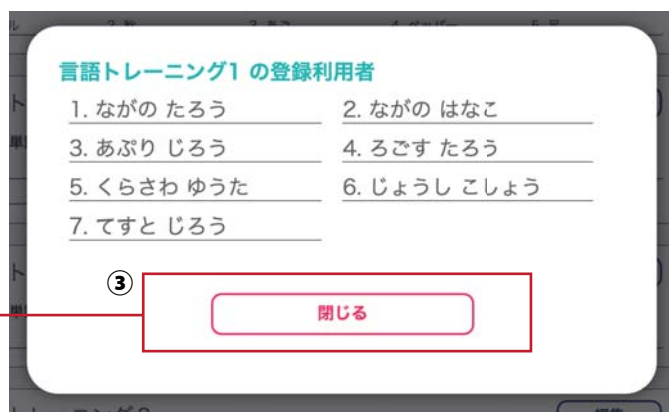 言語トレーニング1 の登録利用者
1. ながの たろう 2. ながの はなこ
3. あぷり じろう 4. ろごす たろう
5. くらさわ ゆうた 6. じょうし こしょう
7. てすと じろう
③
閉じる